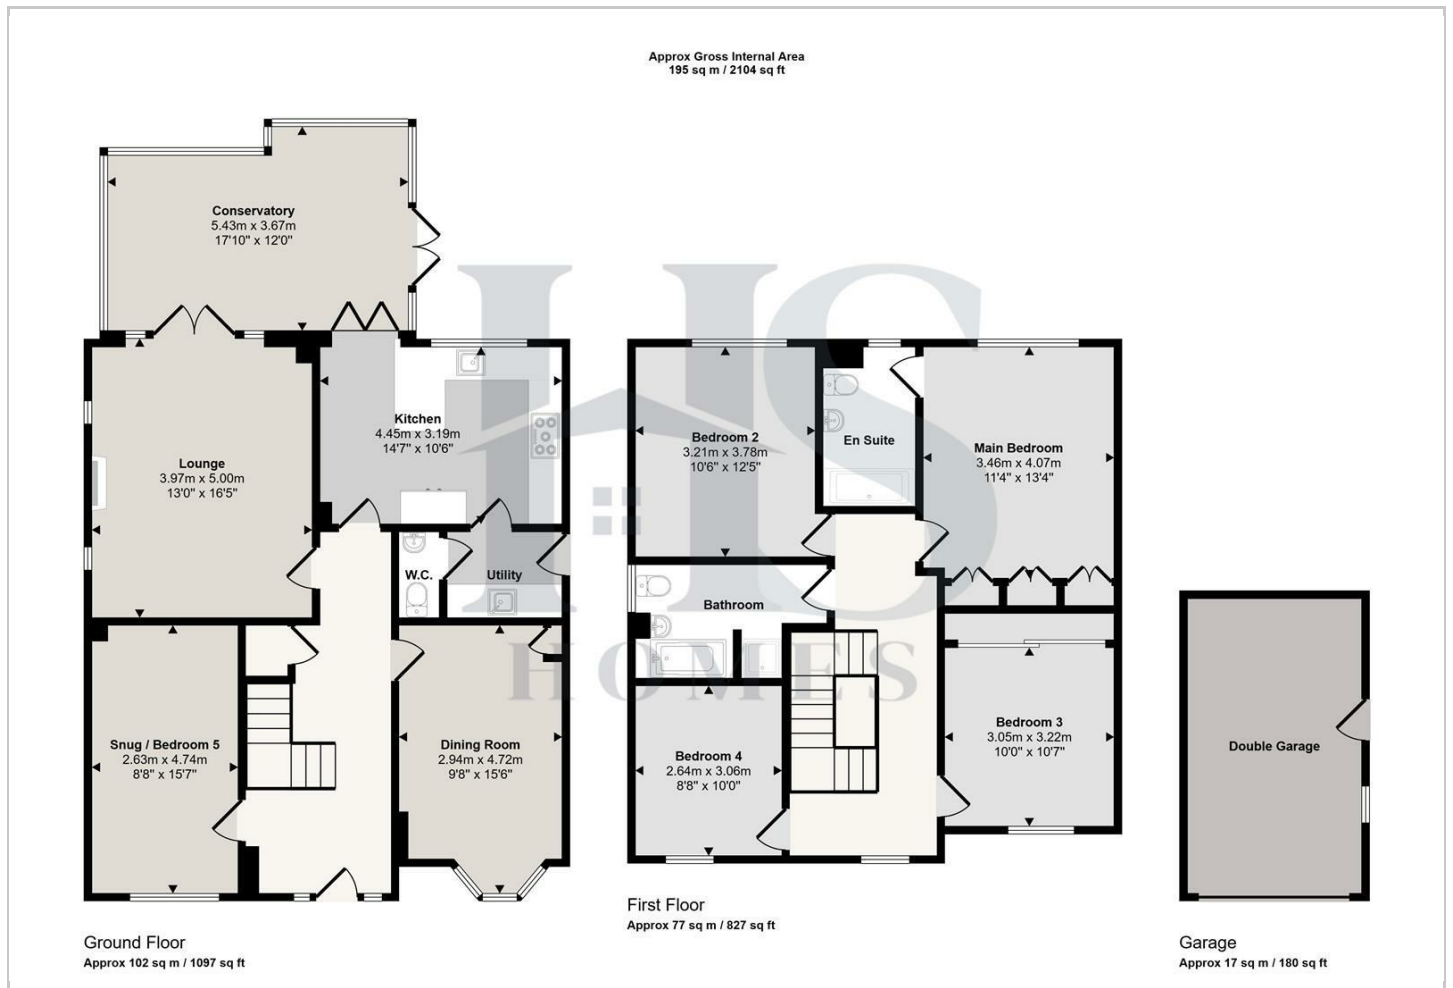 Approx Gross Internal Area
195 sq m / 2104 sq ft
Conservatory
5.43m x 3.67m
17'10" x 12'0"
Kitchen
4.45m x 3.19m
14'7" x 10'6"
Lounge
3.97m x 5.00m
13'0" x 16'5"
W.C.
Utility
Snug / Bedroom 5
2.63m x 4.74m
8'8" x 15'7"
Dining Room
2.94m x 4.72m
9'8" x 15'6"
Ground Floor
Approx 102 sq m / 1097 sq ft
Bedroom 2
3.21m x 3.78m
10'6" x 12'5"
En Suite
Main Bedroom
3.46m x 4.07m
11'4" x 13'4"
Bathroom
Bedroom 4
2.64m x 3.06m
8'8" x 10'0"
Bedroom 3
3.05m x 3.22m
10'0" x 10'7"
First Floor
Approx 77 sq m / 827 sq ft
Double Garage
Garage
Approx 17 sq m / 180 sq ft
HS
HOMES